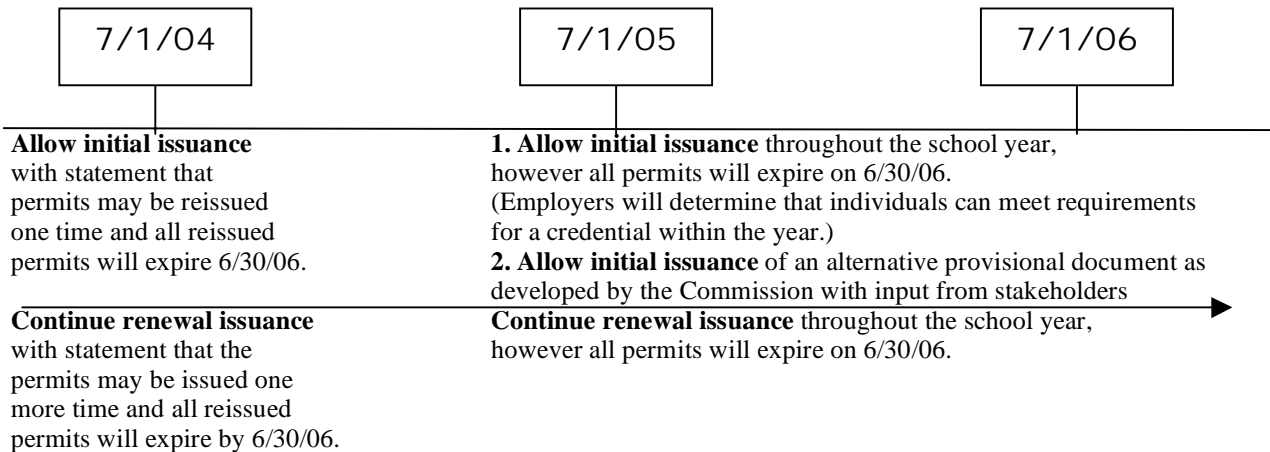 7/1/04
7/1/05
7/1/06
Allow initial issuance
with statement that
permits may be reissued
one time and all reissued
permits will expire 6/30/06.
1. Allow initial issuance throughout the school year,
however all permits will expire on 6/30/06.
(Employers will determine that individuals can meet requirements
for a credential within the year.)
2. Allow initial issuance of an alternative provisional document as
developed by the Commission with input from stakeholders
Continue renewal issuance
with statement that the
permits may be issued one
more time and all reissued
permits will expire by 6/30/06.
Continue renewal issuance throughout the school year,
however all permits will expire on 6/30/06.